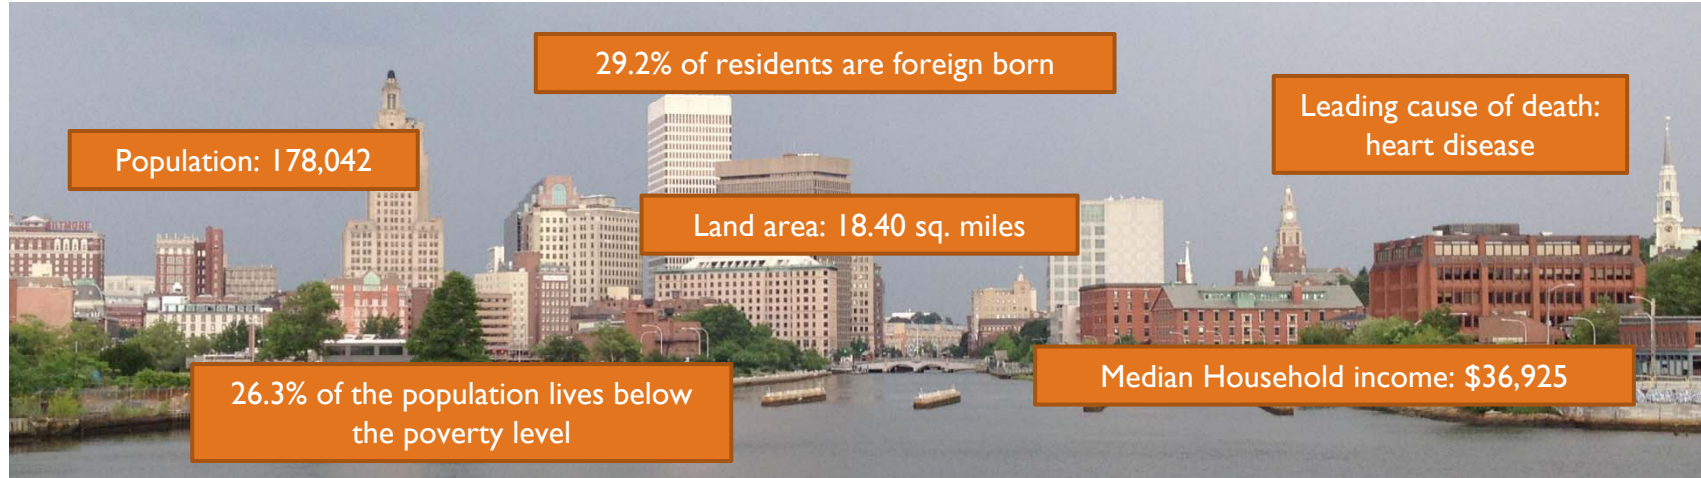 29.2% of residents are foreign born
Leading cause of death:
heart disease
Population: 178,042
Land area: 18.40 sq. miles
26.3% of the population lives below
the poverty level
Median Household income: $36,925